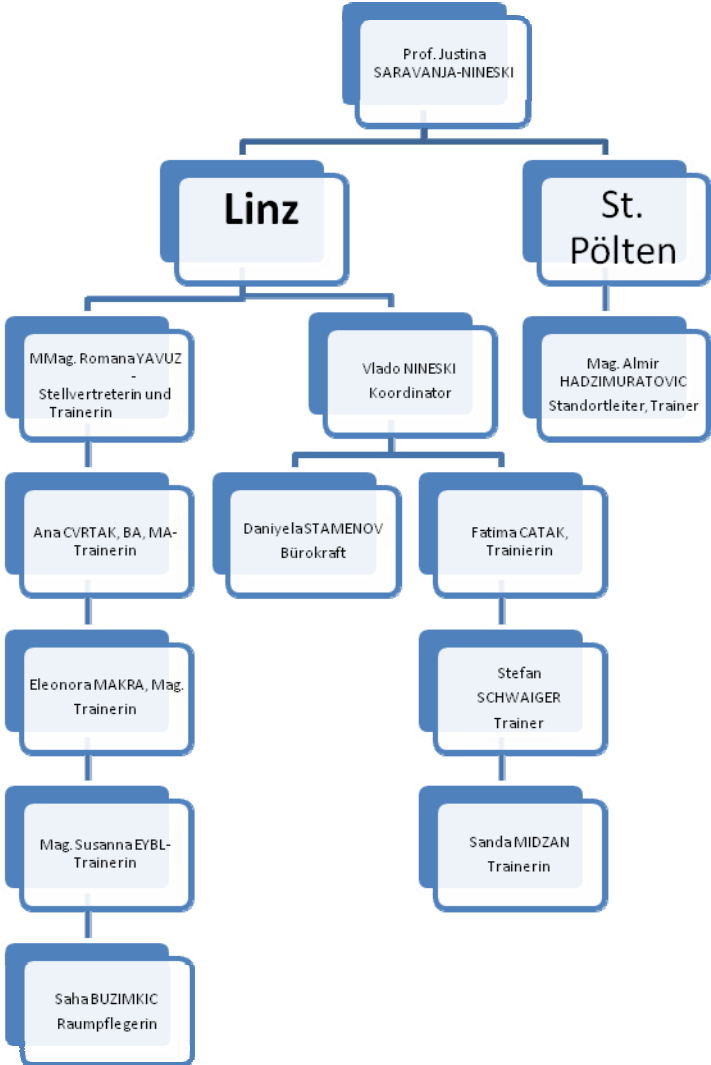 Prof. Justina
SARAVANJA-NINESKI
Linz
St.
Pölten
MMag. Romana YAVUZ
-
Stellvertreterin und
Trainerin
Vlado NINESKI
Koordinator
Mag. Almir
HADZIMURATOVIC
Standortleiter, Trainer
Ana CVRTAK, BA, MA-
Trainerin
Daniyela STAMENOV
Bürokraft
Fatima CATAK,
Trainierin
Eleonora MAKRA, Mag.
Trainerin
Stefan
SCHWAIGER
Trainer
Mag. Susanna EYBL-
Trainerin
Sanda MIDZAN
Trainerin
Saha BUZIMKIC
Raumpflegerin